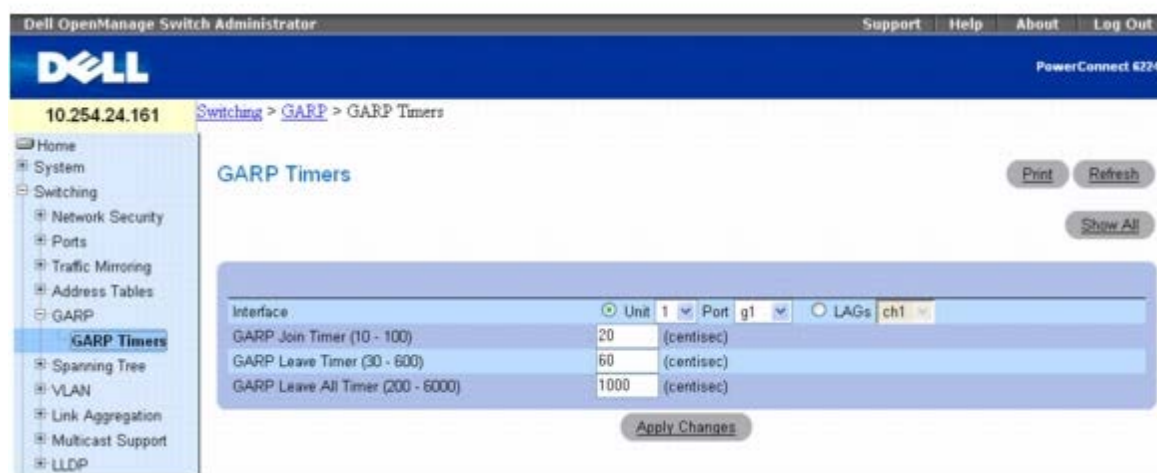 Dell OpenManage Switch Administrator Support Help About Log Out
DELL
PowerConnect 6224
10.254.24.161
Switching > GARP > GARP Timers
Home
System
Switching
Network Security
Ports
Traffic Mirroring
Address Tables
GARP
GARP Timers
Spanning Tree
VLAN
Link Aggregation
Multicast Support
LLDP
GARP Timers
Print Refresh
Show All
Interface Unit 1 Port g1 LAGs ch1
GARP Join Timer (10 - 100) 20 (centisec)
GARP Leave Timer (30 - 600) 60 (centisec)
GARP Leave All Timer (200 - 6000) 1000 (centisec)
Apply Changes